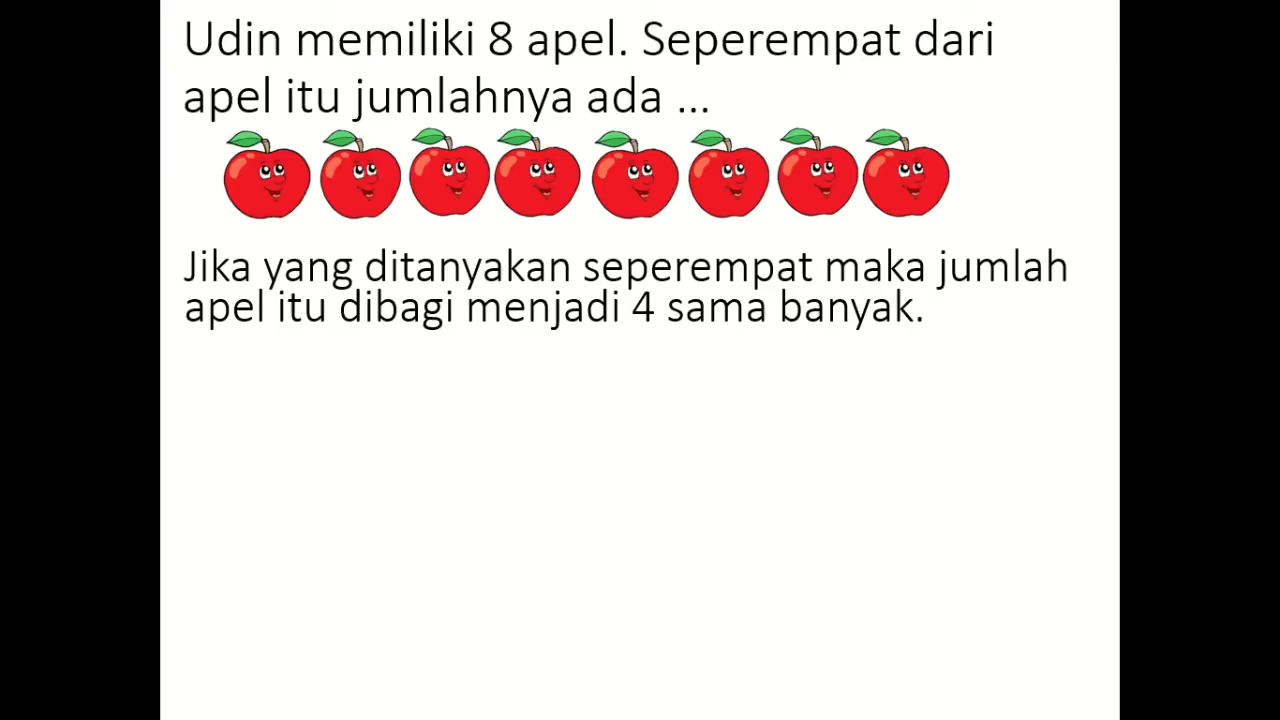 Udin memiliki 8 apel. Seperempat dari
apel itu jumlahnya ada ...
Jika yang ditanyakan seperempat maka jumlah
apel itu dibagi menjadi 4 sama banyak.